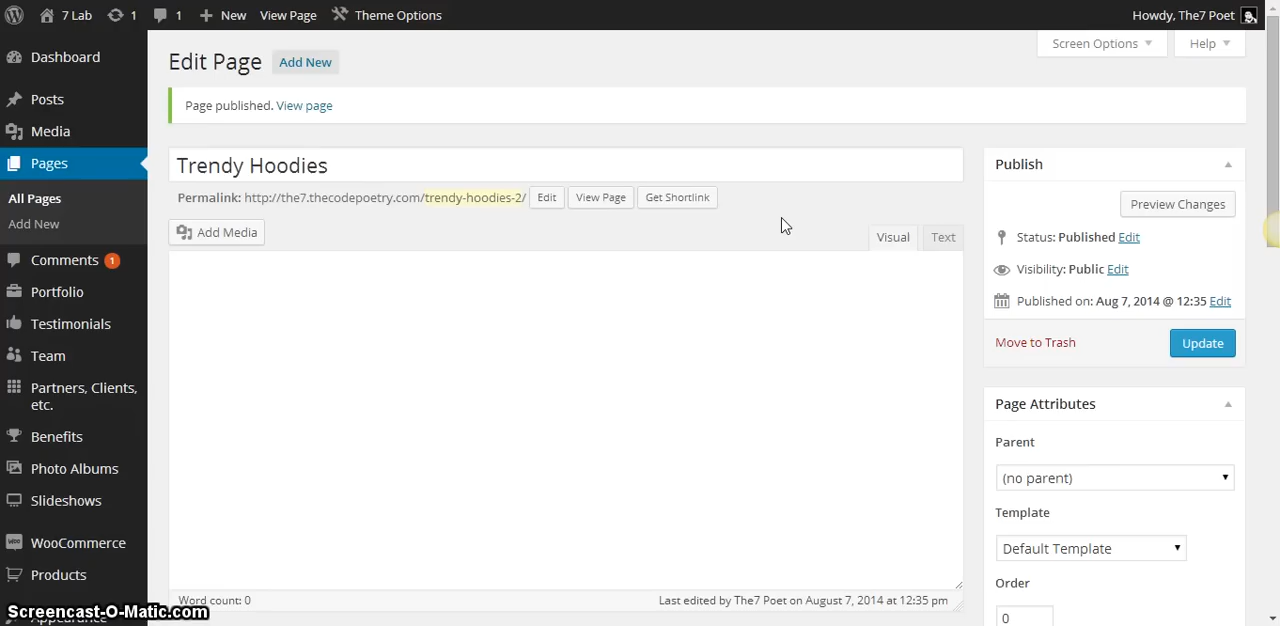 7 Lab 1 1 New View Page Theme Options Howdy, The7 Poet
Screen Options Help
Edit Page Add New
Page published. View page
Dashboard
Posts
Media
Pages
All Pages
Add New
Comments 1
Portfolio
Testimonials
Team
Partners, Clients,
etc.
Benefits
Photo Albums
Slideshows
WooCommerce
Products
Appearance
Trendy Hoodies
Permalink: http://the7.thecodepoetry.com/trendy-hoodies-2/ Edit View Page Get Shortlink
Add Media
Visual Text
Word count: 0 Last edited by The7 Poet on August 7, 2014 at 12:35 pm
Publish
Preview Changes
Status: Published Edit
Visibility: Public Edit
Published on: Aug 7, 2014 @ 12:35 Edit
Move to Trash Update
Page Attributes
Parent
(no parent)
Template
Default Template
Order
0
Screencast-O-Matic.com